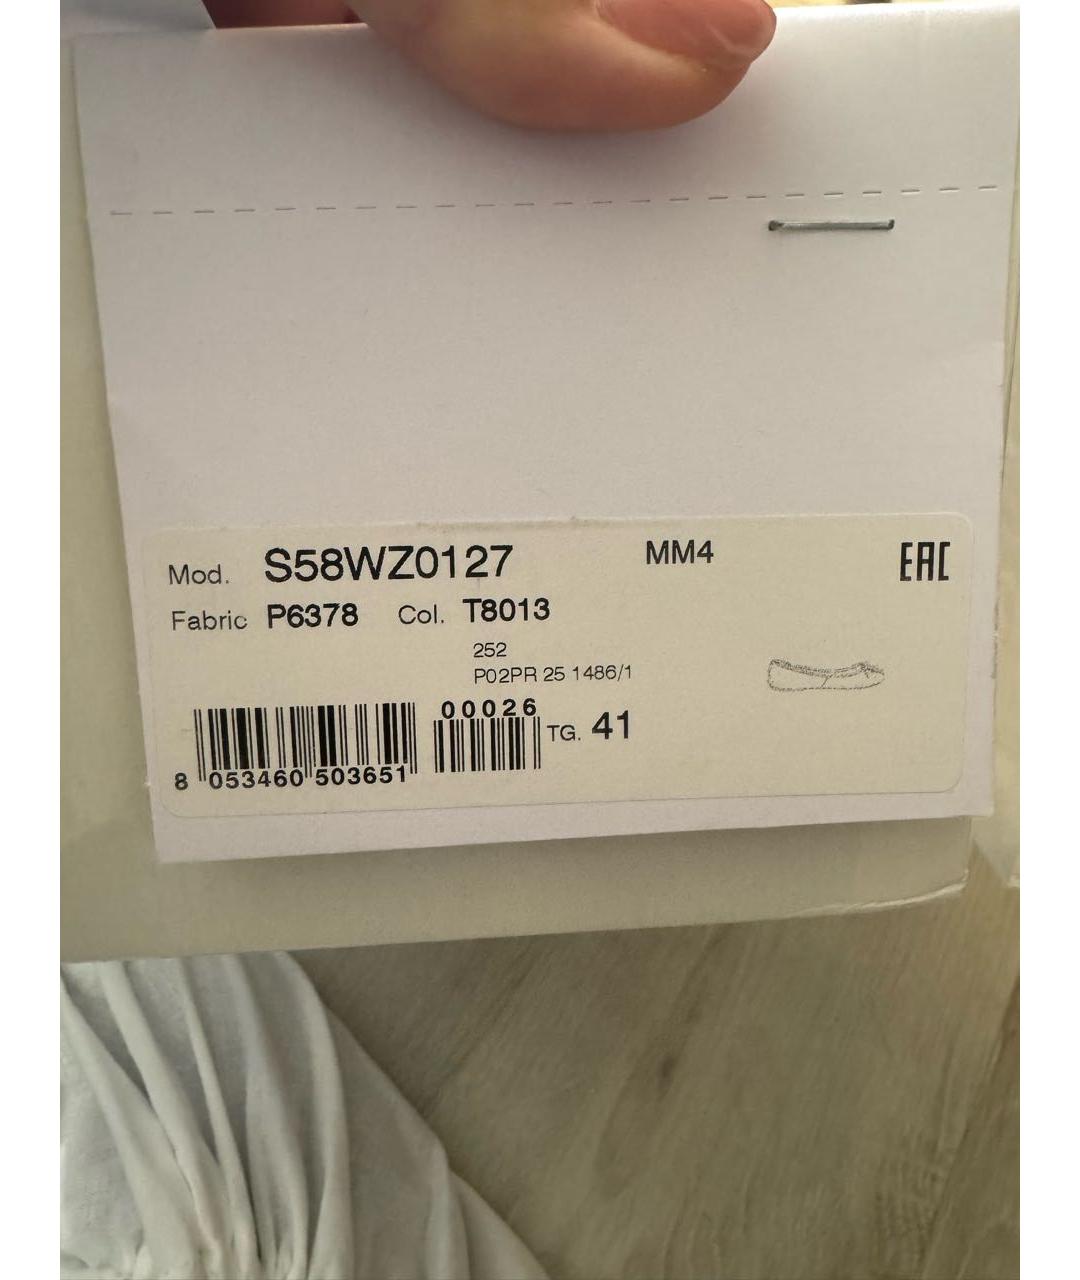 Mod. S58WZ0127 MM4 EAC
Fabric P6378 Col. T8013
252
P02PR 25 1486/1
00026
TG. 41
8 053460 503651